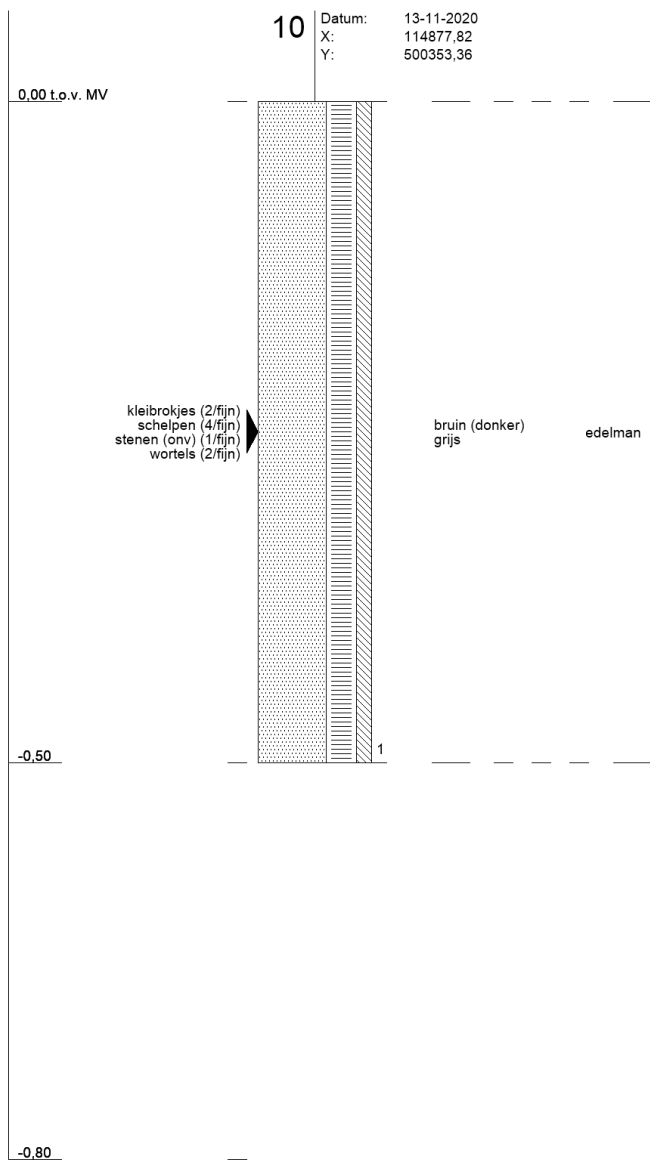 10
Datum: 13-11-2020
X: 114877,82
Y: 500353,36
0,00 t.o.v. MV
kleibrokjes (2/fijn)
schelpen (4/fijn)
stenen (onv) (1/fijn)
wortels (2/fijn)
bruin (donker)
grijs
edelman
1
-0,50
-0,80